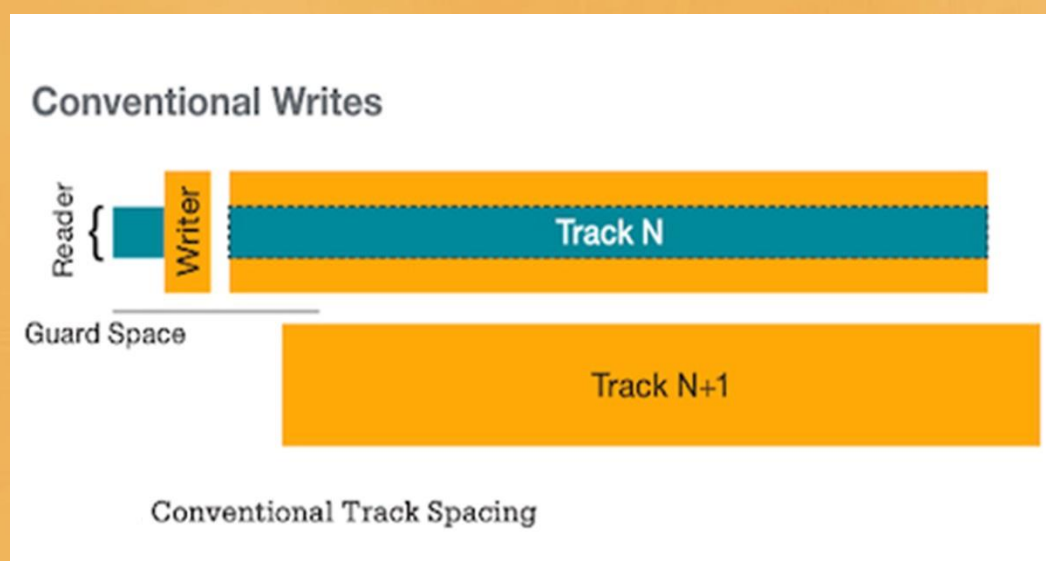 Conventional Writes
Reader
Writer
Track N
Guard Space
Track N+1
Conventional Track Spacing